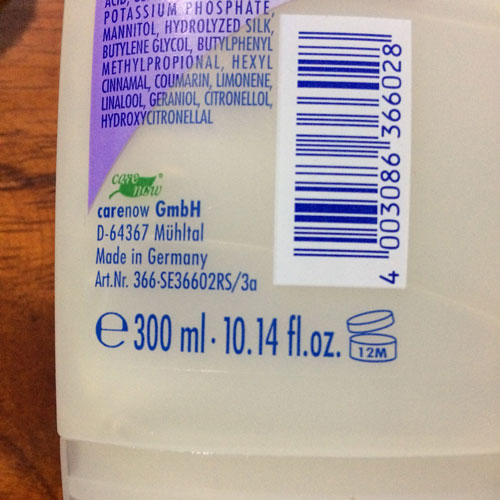 ACID,
POTASSIUM PHOSPHATE,
MANNITOL, HYDROLYZED SILK,
BUTYLENE GLYCOL, BUTYLPHENYL
METHYLPROPIONAL, HEXYL
CINNAMAL, COUMARIN, LIMONENE,
LINALOOL, GERANIOL, CITRONELLOL,
HYDROXYCITRONELLAL
care
now®
carenow GmbH
D-64367 Mühltal
Made in Germany
Art.Nr. 366-SE36602RS/3a
e 300 ml · 10.14 fl.oz.
12M
4 003086 366028